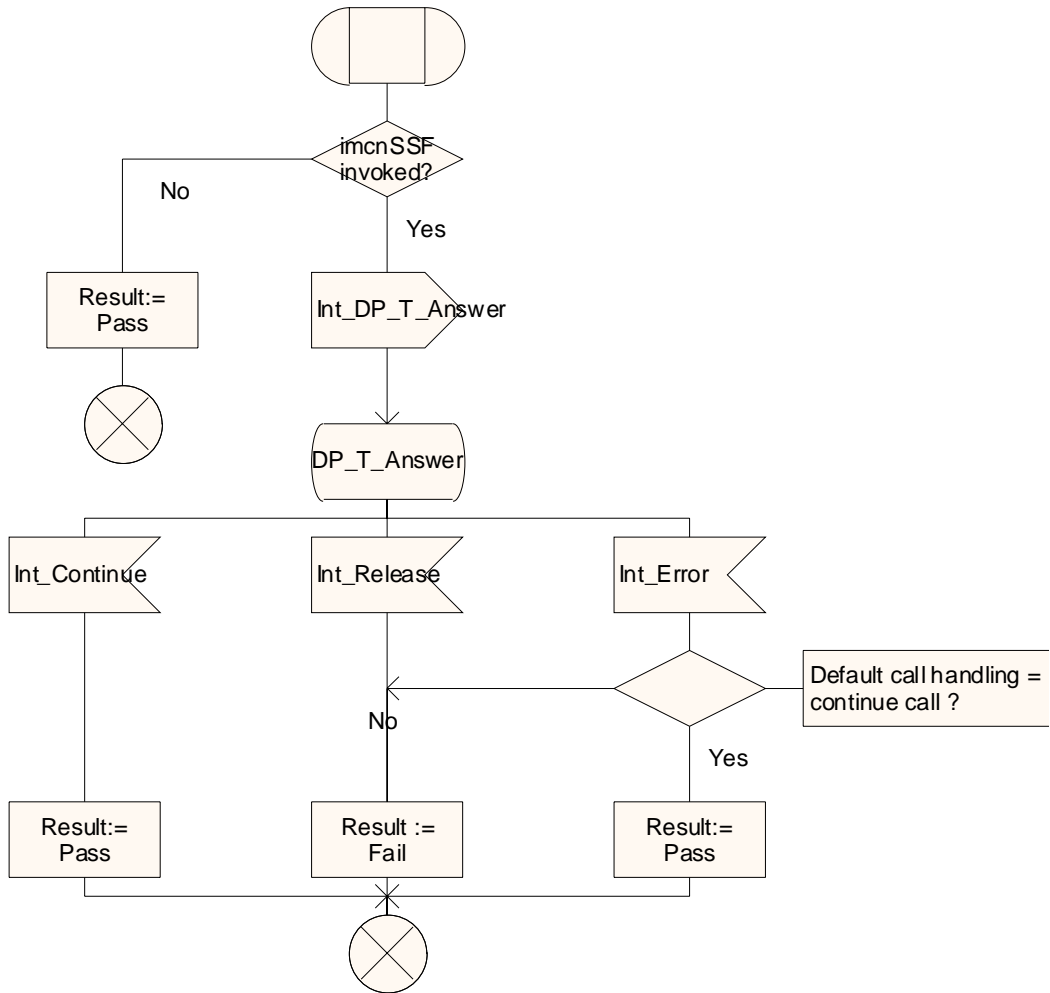 imcnSSF
invoked?
No
Yes
Result:=
Pass
Int_DP_T_Answer
DP_T_Answer
Int_Continue
Int_Release
Int_Error
Default call handling =
continue call ?
No
Yes
Result:=
Pass
Result :=
Fail
Result:=
Pass